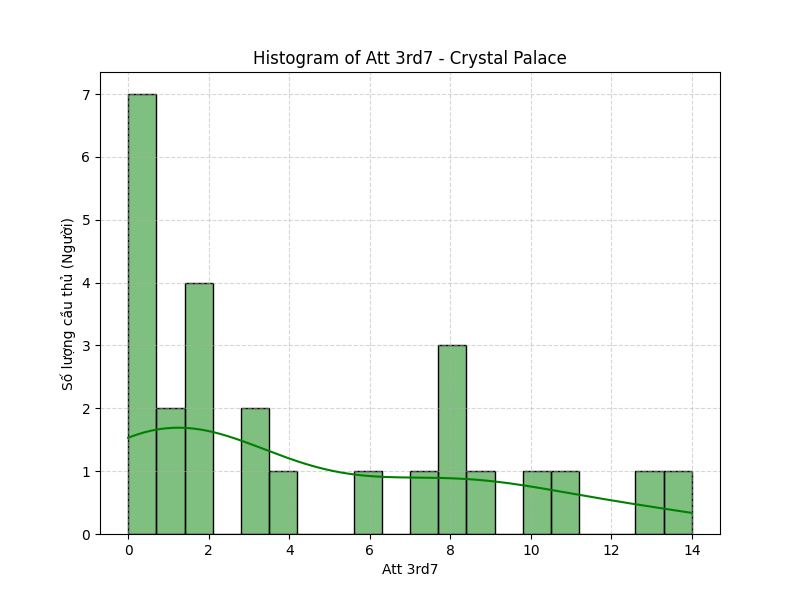 Histogram of Att 3rd7 - Crystal Palace
Số lượng cầu thủ (Người)
7
6
5
4
3
2
1
0
0 2 4 6 8 10 12 14
Att 3rd7